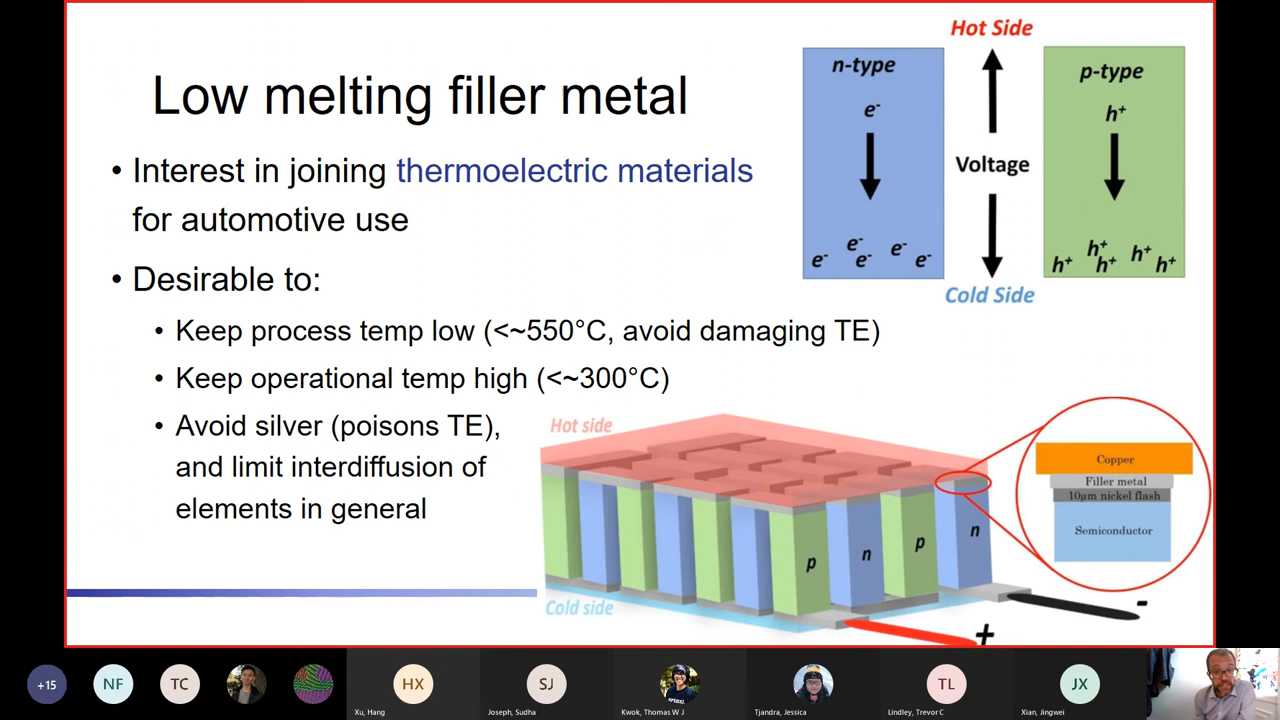 Low melting filler metal
• Interest in joining thermoelectric materials
for automotive use
• Desirable to:
• Keep process temp low (<~550°C, avoid damaging TE)
• Keep operational temp high (<~300°C)
• Avoid silver (poisons TE),
and limit interdiffusion of
elements in general
Hot Side
n-type
p-type
e-
h+
Voltage
e- e- e- e- e-
h+ h+ h+ h+ h+
Cold Side
Hot side
Copper
Filler metal
10μm nickel flash
Semiconductor
p
n
p
n
Cold side
-
+
+15
NF
TC
HX
Xu, Hang
SJ
Joseph, Sudha
Kwok, Thomas W J
Tjandra, Jessica
TL
Lindley, Trevor C
JX
Xian, Jingwei